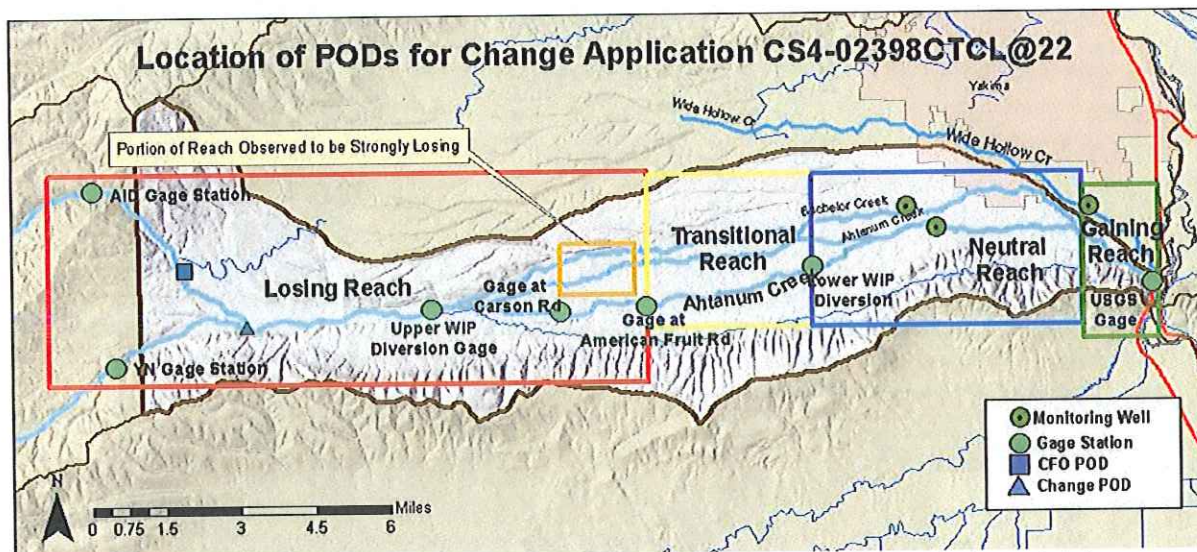 Location of PODs for Change Application CS4-02398CTCL@22
Yakima
Wide Hollow Cr
Wide Hollow Cr
Portion of Reach Observed to be Strongly Losing
AID Gage Station
Bachelor Creek
Ahtanum Creek
Transitional
Reach
Gaining
Reach
Neutral
Reach
Losing Reach
Gage at
Carson Rd
Ahtanum Creek
Lower WIP
Diversion
USGS
Gage
Upper WIP
Diversion Gage
Gage at
American Fruit Rd
YN Gage Station
Monitoring Well
Gage Station
CFO POD
Change POD
N
Miles
0 0.75 1.5 3 4.5 6